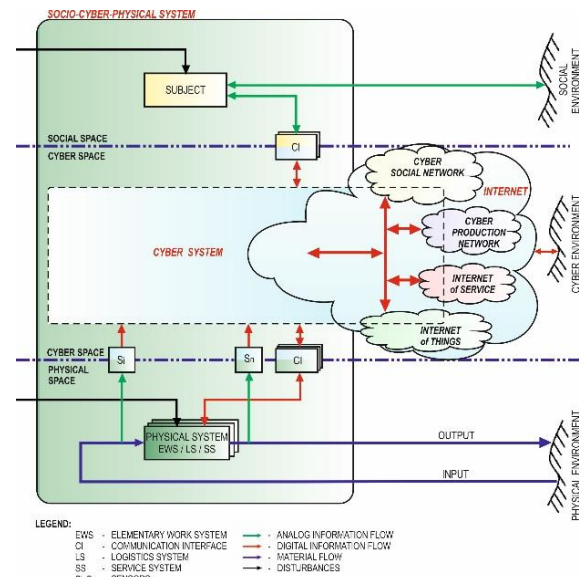 SOCIO-CYBER-PHYSICAL SYSTEM
SUBJECT
SOCIAL ENVIRONMENT
SOCIAL SPACE
CYBER SPACE
CI
CYBER
SOCIAL NETWORK
INTERNET
CYBER
PRODUCTION
NETWORK
CYBER SYSTEM
INTERNET
of SERVICE
INTERNET
of THINGS
CYBER ENVIRONMENT
CYBER SPACE
PHYSICAL
SPACE
Si
Sn
CI
PHYSICAL SYSTEM
EWS / LS / SS
OUTPUT
INPUT
PHYSICAL ENVIRONMENT
LEGEND:
EWS - ELEMENTARY WORK SYSTEM - ANALOG INFORMATION FLOW
CI - COMMUNICATION INTERFACE - DIGITAL INFORMATION FLOW
LS - LOGISTICS SYSTEM - MATERIAL FLOW
SS - SERVICE SYSTEM - DISTURBANCES